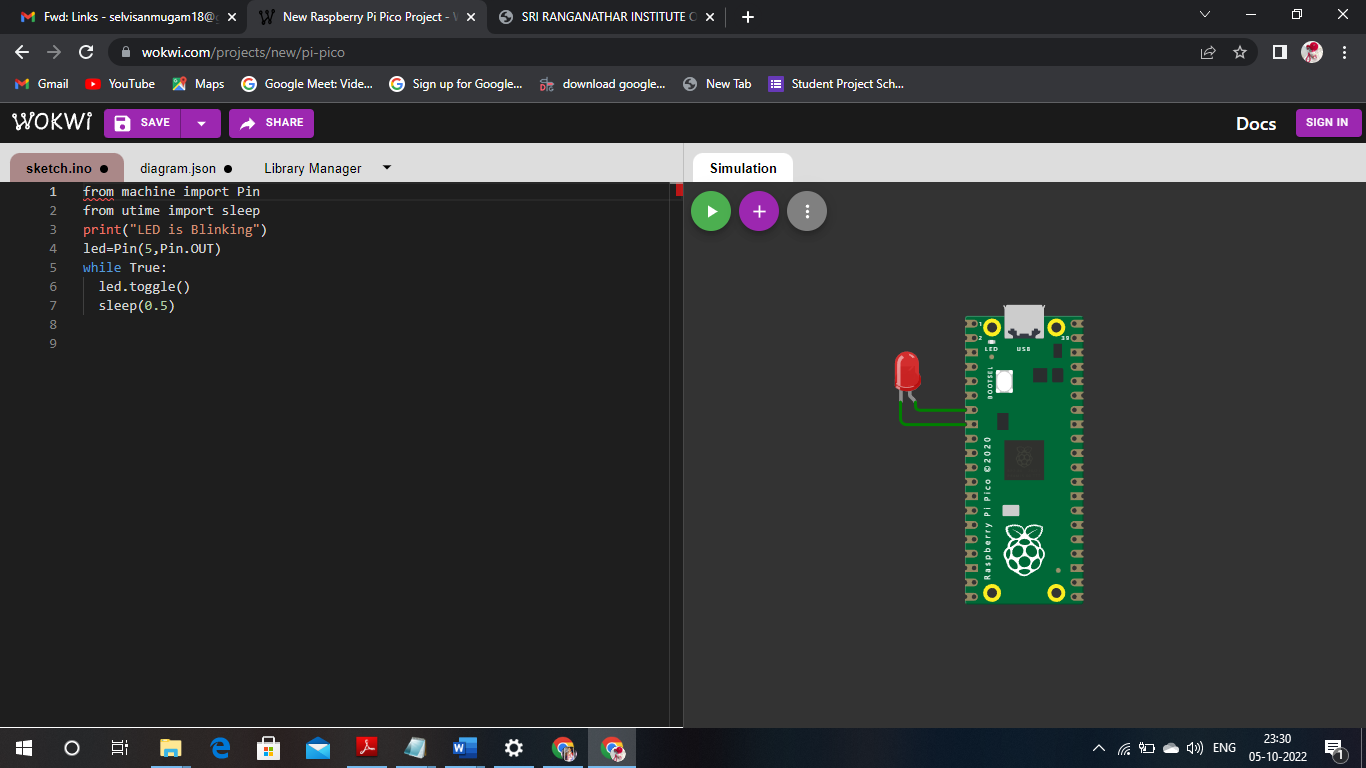 Fwd: Links - selvisanmugam18@g
New Raspberry Pi Pico Project - W
SRI RANGANATHAR INSTITUTE O
wokwi.com/projects/new/pi-pico
Gmail
YouTube
Maps
Google Meet: Vide...
Sign up for Google...
download google...
New Tab
Student Project Sch...
WOKWi
SAVE
SHARE
Docs
SIGN IN
sketch.ino
diagram.json
Library Manager
Simulation
1 from machine import Pin
2 from utime import sleep
3 print("LED is Blinking")
4 led=Pin(5,Pin.OUT)
5 while True:
6 led.toggle()
7 sleep(0.5)
8
9
1
2
39
LED
USB
BOOTSEL
Raspberry Pi Pico ©2020
ENG
23:30
05-10-2022
1